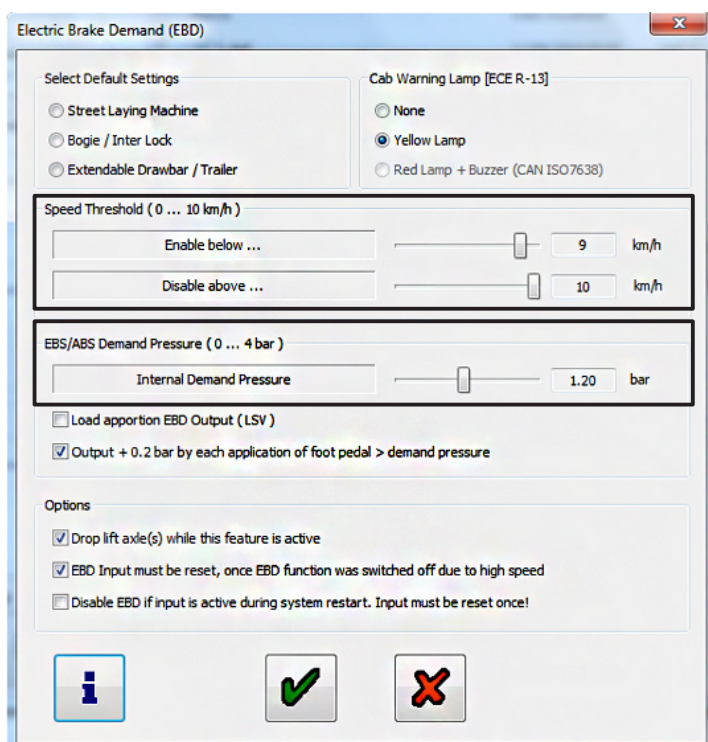 Electric Brake Demand (EBD)
Select Default Settings
Street Laying Machine
Bogie / Inter Lock
Extendable Drawbar / Trailer
Cab Warning Lamp [ECE R-13]
None
Yellow Lamp
Red Lamp + Buzzer (CAN ISO7638)
Speed Threshold ( 0 ... 10 km/h )
Enable below ... 9 km/h
Disable above ... 10 km/h
EBS/ABS Demand Pressure ( 0 ... 4 bar )
Internal Demand Pressure 1.20 bar
Load apportion EBD Output ( LSV )
Output + 0.2 bar by each application of foot pedal > demand pressure
Options
Drop lift axle(s) while this feature is active
EBD Input must be reset, once EBD function was switched off due to high speed
Disable EBD if input is active during system restart. Input must be reset once!